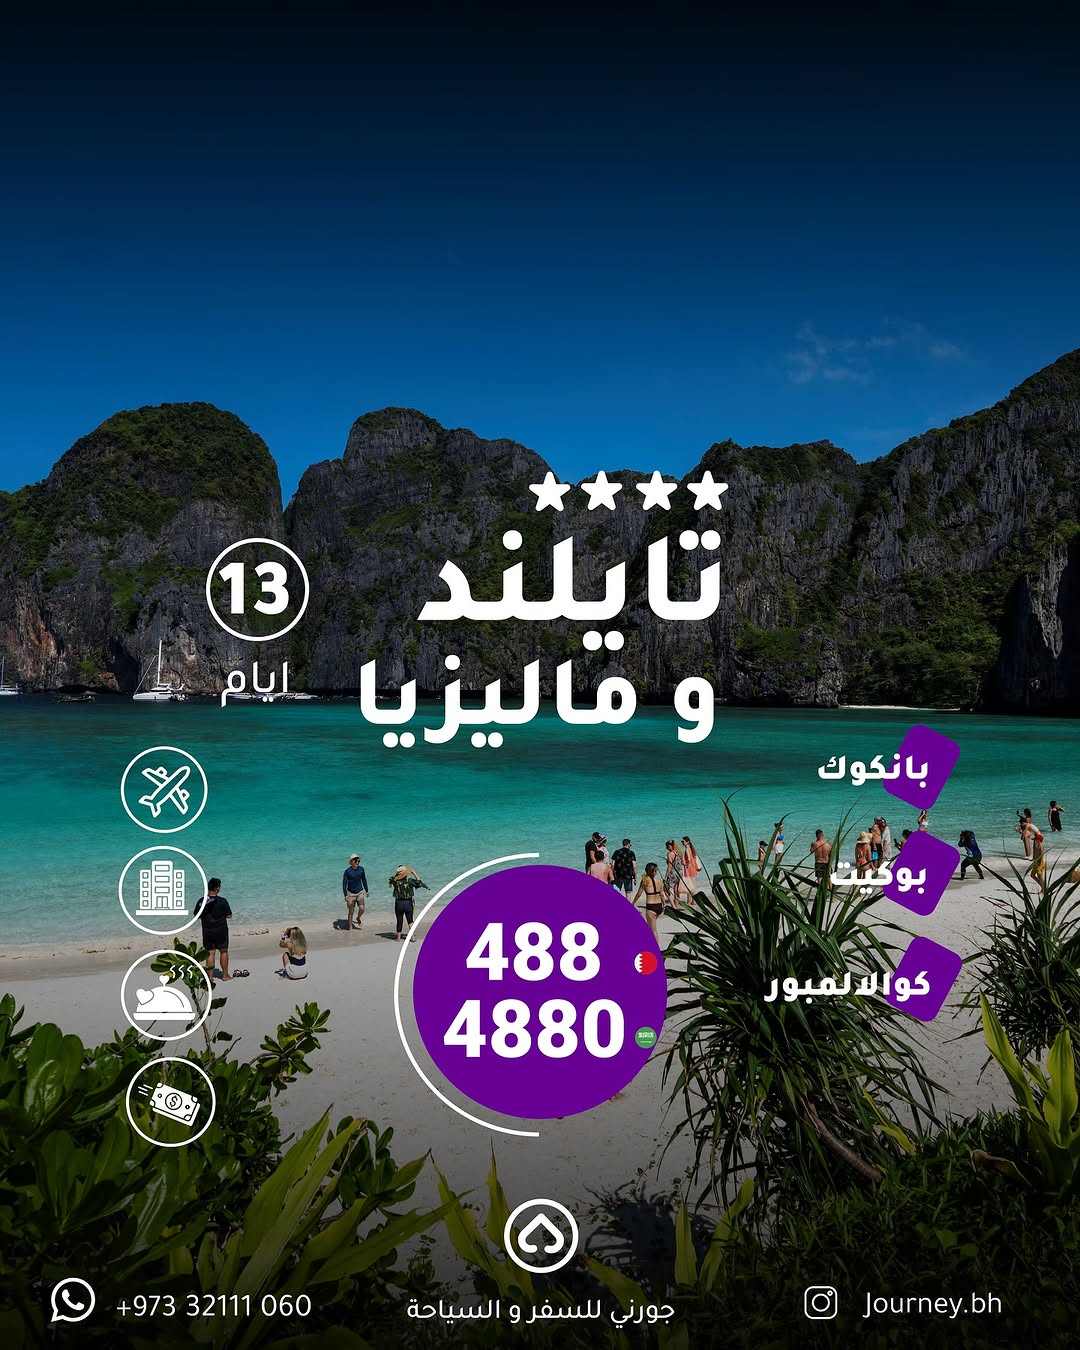 تايلند
و ماليزيا
13
ايام
بانكوك
بوكيت
كوالالمبور
488
4880
+973 32111 060
جورني للسفر و السياحة
Journey.bh